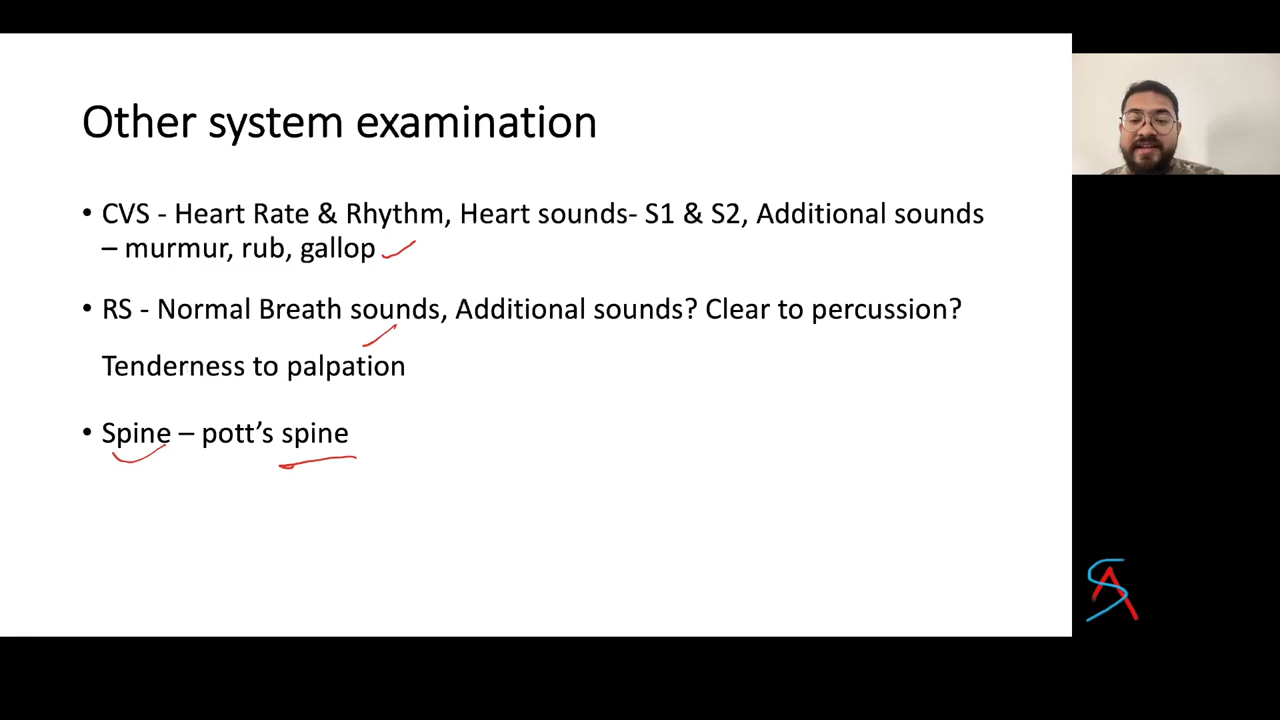 Other system examination
• CVS - Heart Rate & Rhythm, Heart sounds- S1 & S2, Additional sounds
– murmur, rub, gallop
• RS - Normal Breath sounds, Additional sounds? Clear to percussion?
Tenderness to palpation
• Spine – pott’s spine
SA